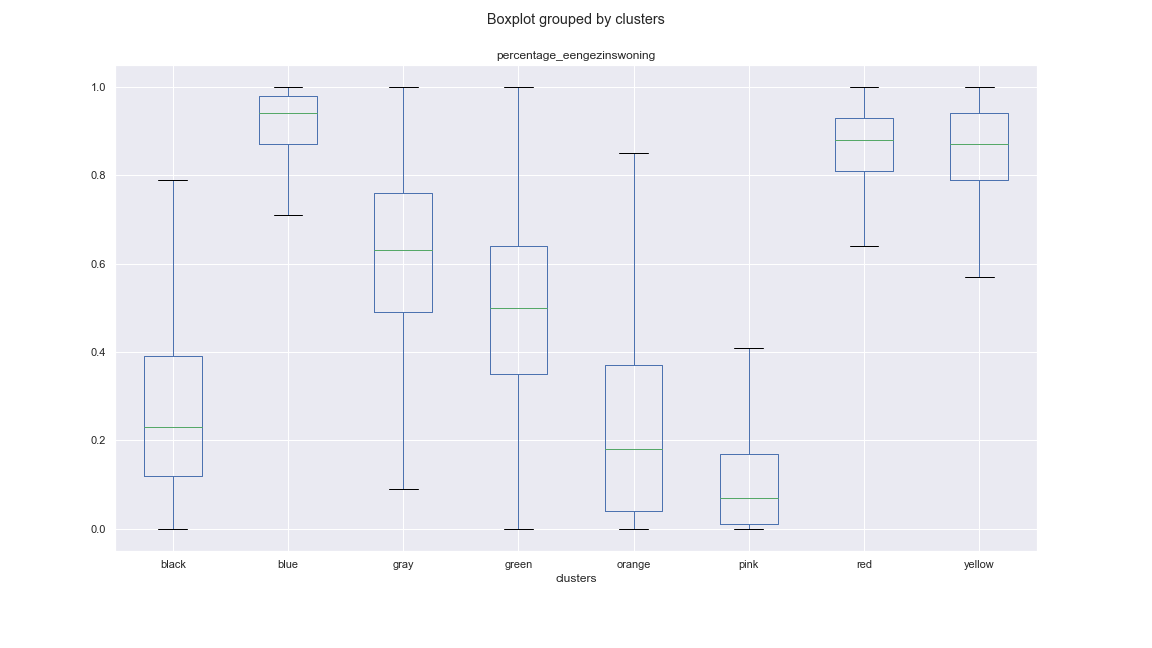 Boxplot grouped by clusters
percentage_eengezinswoning
1.0
0.8
0.6
0.4
0.2
0.0
black blue gray green orange pink red yellow
clusters